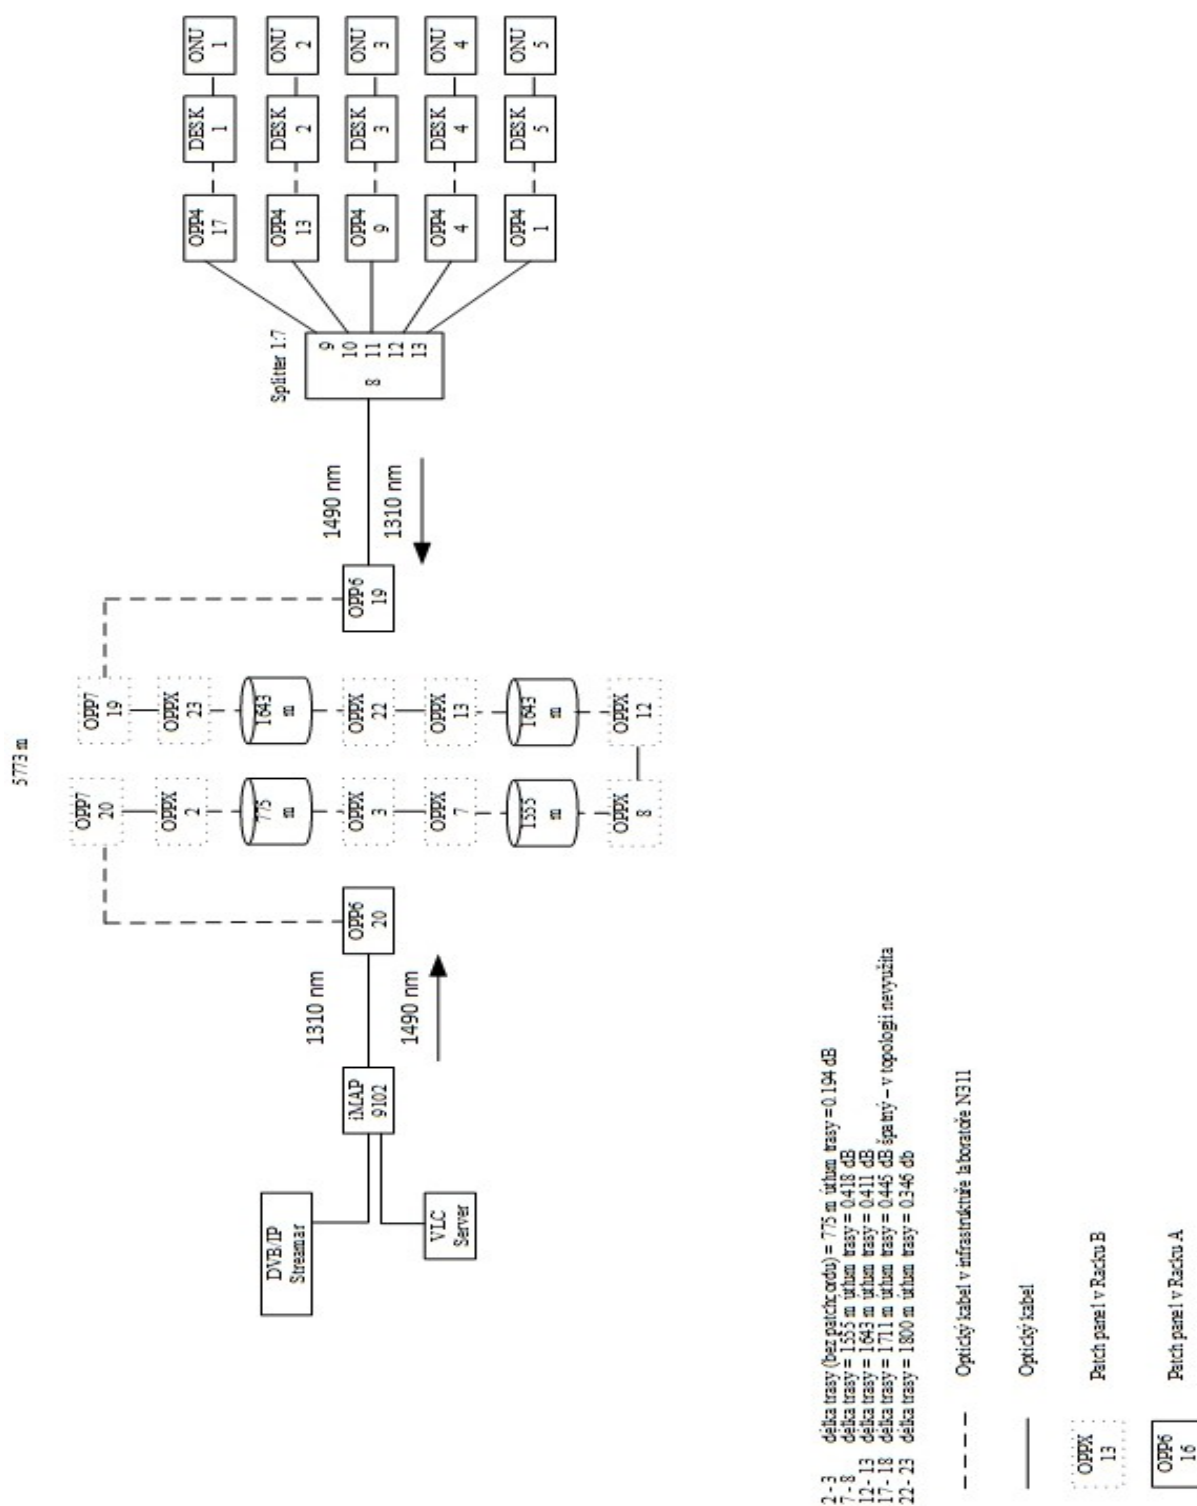 5773 m
DVB/IP
Streamar
VLC
Server
iMAP
9102
1310 nm
1490 nm
OPP6
20
OPP7
20
OPPX
2
775
m
OPPX
3
OPPX
7
1555
m
OPPX
8
OPP7
19
OPPX
23
1643
m
OPPX
22
OPPX
13
1643
m
OPPX
12
OPP6
19
1490 nm
1310 nm
Splitter 1:7
8
9
10
11
12
13
OPP4
17
DESK
1
ONU
1
OPP4
13
DESK
2
ONU
2
OPP4
9
DESK
3
ONU
3
OPP4
4
DESK
4
ONU
4
OPP4
1
DESK
5
ONU
5
2-3 délka trasy (bez patchcordu) = 775 m útlum trasy =0.194 dB
7-8 délka trasy = 1555 m útlum trasy = 0.418 dB
12-13 délka trasy = 1643 m útlum trasy = 0.411 dB
17-18 délka trasy = 1711 m útlum trasy = 0.445 dB špatný – v topologii nevyužita
22-23 délka trasy = 1800 m útlum trasy = 0.346 db
Optický kabel v infrastruktuře laboratoře N311
Optický kabel
OPPX
13
Patch panel v Racku B
OPP6
16
Patch panel v Racku A